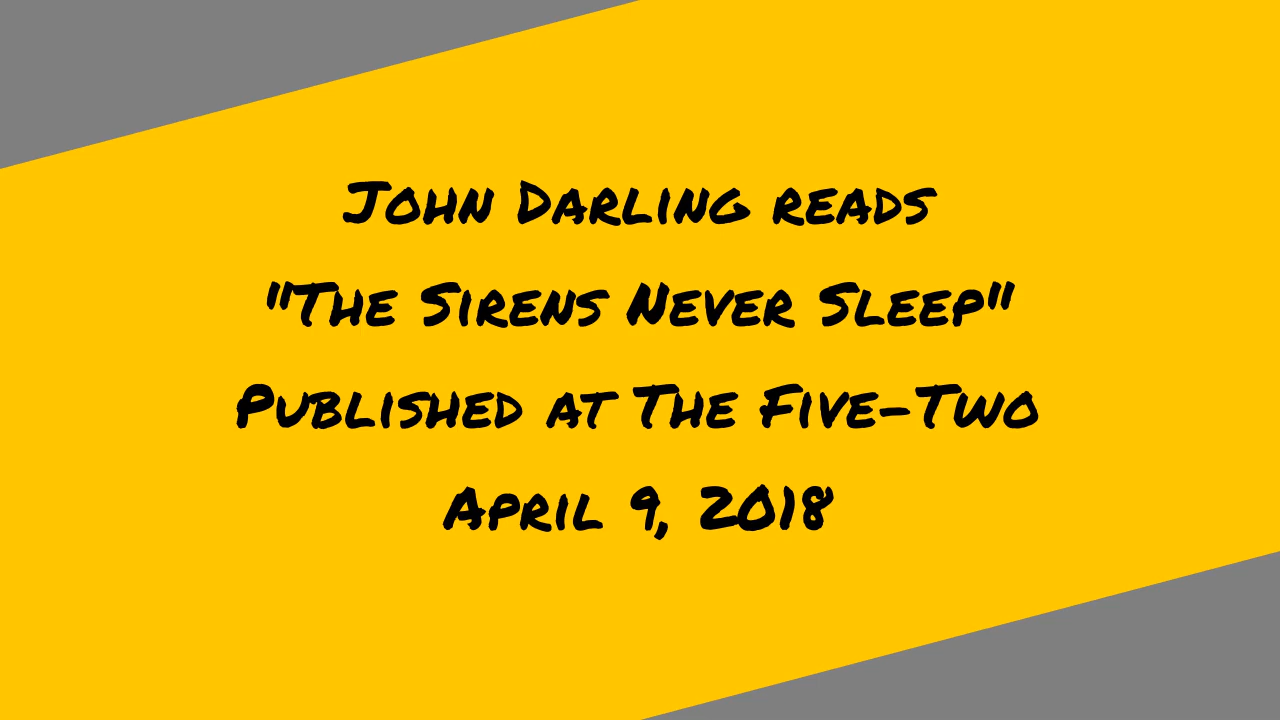 John Darling reads
"The Sirens Never Sleep"
Published at The Five-Two
April 9, 2018